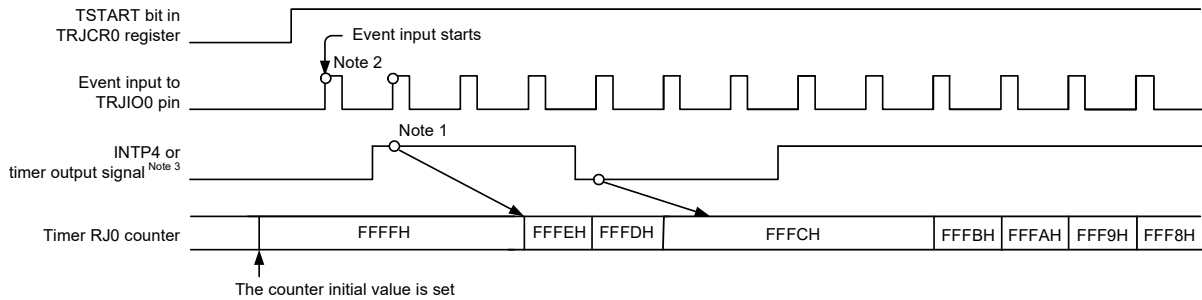 TSTART bit in
TRJCR0 register
Event input starts
Note 2
Event input to
TRJIO0 pin
Note 1
INTP4 or
timer output signal Note 3
Timer RJ0 counter
FFFFH
FFFEH
FFFDH
FFFCH
FFFBH
FFFAH
FFF9H
FFF8H
The counter initial value is set